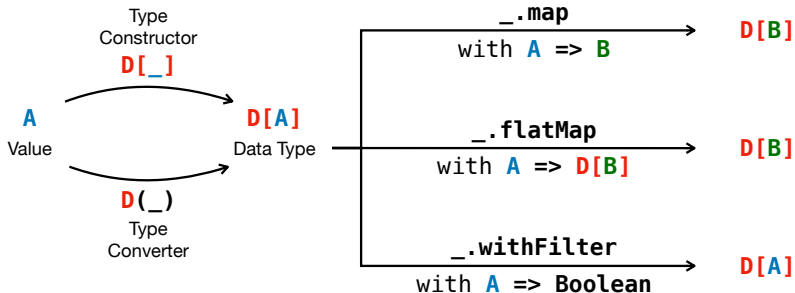 Type
Constructor
D[_]
A
Value
D(_)
Type
Converter
D[A]
Data Type
_.map
with A => B
D[B]
_.flatMap
with A => D[B]
D[B]
_.withFilter
with A => Boolean
D[A]